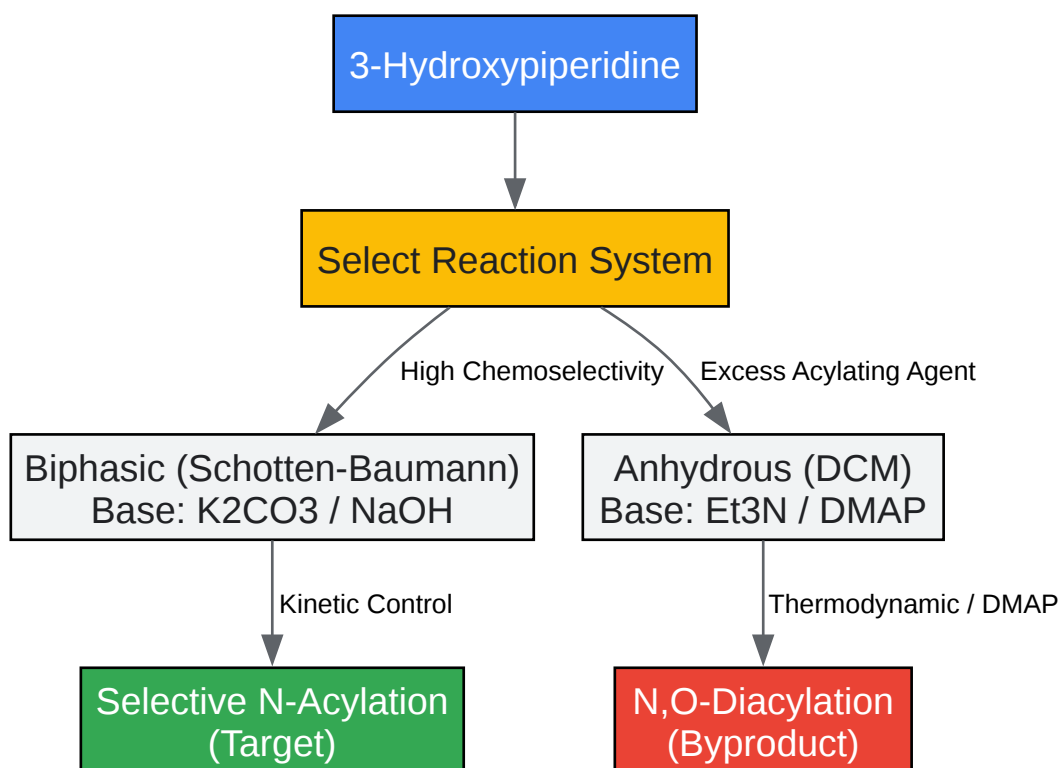 3-Hydroxypiperidine
Select Reaction System
High Chemoselectivity
Excess Acylating Agent
Biphasic (Schotten-Baumann)
Base: K2CO3 / NaOH
Anhydrous (DCM)
Base: Et3N / DMAP
Kinetic Control
Thermodynamic / DMAP
Selective N-Acylation
(Target)
N,O-Diacylation
(Byproduct)